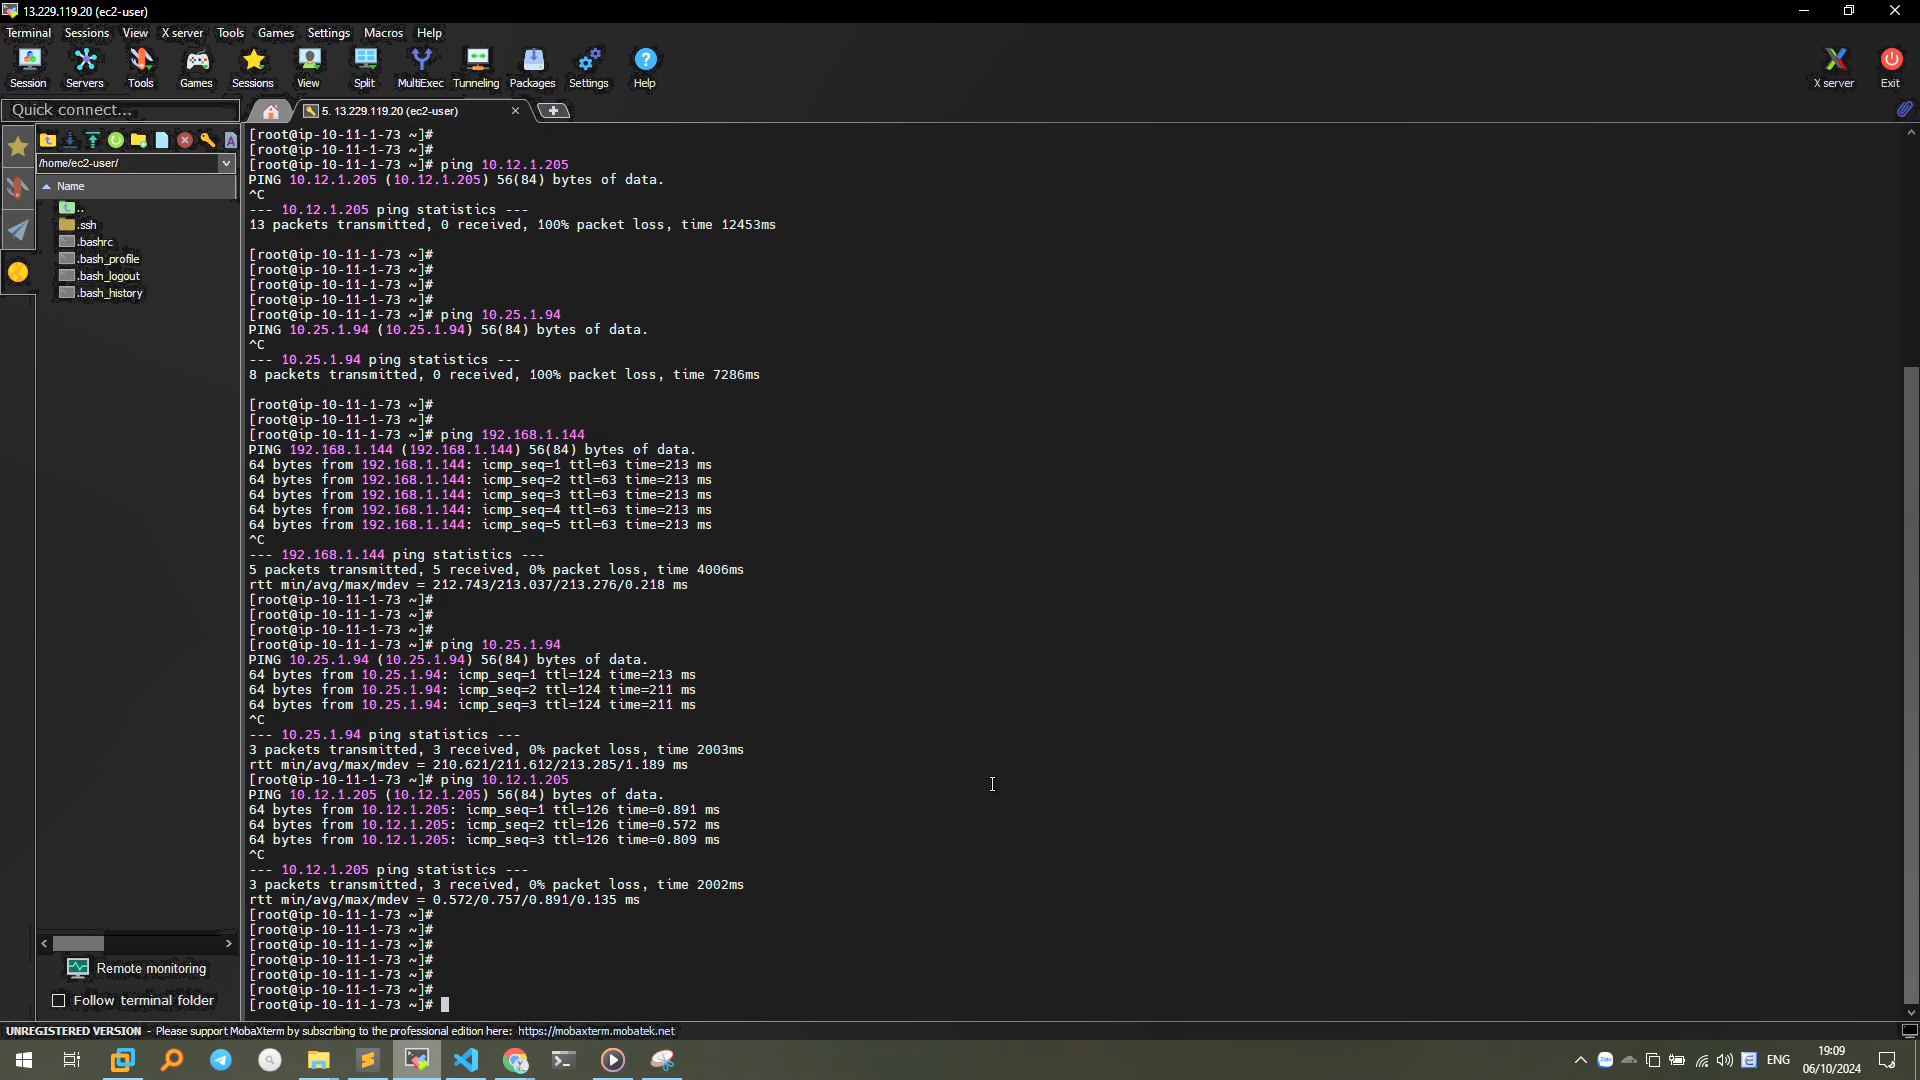 13.229.119.20 (ec2-user)
Terminal Sessions View X server Tools Games Settings Macros Help
Session Servers Tools Games Sessions View Split MultiExec Tunneling Packages Settings Help X server Exit
Quick connect...
5. 13.229.119.20 (ec2-user)
/home/ec2-user/
Name
..
.ssh
.bashrc
.bash_profile
.bash_logout
.bash_history
Remote monitoring
Follow terminal folder
[root@ip-10-11-1-73 ~]#
[root@ip-10-11-1-73 ~]#
[root@ip-10-11-1-73 ~]# ping 10.12.1.205
PING 10.12.1.205 (10.12.1.205) 56(84) bytes of data.
^C
--- 10.12.1.205 ping statistics ---
13 packets transmitted, 0 received, 100% packet loss, time 12453ms
[root@ip-10-11-1-73 ~]#
[root@ip-10-11-1-73 ~]#
[root@ip-10-11-1-73 ~]#
[root@ip-10-11-1-73 ~]#
[root@ip-10-11-1-73 ~]# ping 10.25.1.94
PING 10.25.1.94 (10.25.1.94) 56(84) bytes of data.
^C
--- 10.25.1.94 ping statistics ---
8 packets transmitted, 0 received, 100% packet loss, time 7286ms
[root@ip-10-11-1-73 ~]#
[root@ip-10-11-1-73 ~]#
[root@ip-10-11-1-73 ~]# ping 192.168.1.144
PING 192.168.1.144 (192.168.1.144) 56(84) bytes of data.
64 bytes from 192.168.1.144: icmp_seq=1 ttl=63 time=213 ms
64 bytes from 192.168.1.144: icmp_seq=2 ttl=63 time=213 ms
64 bytes from 192.168.1.144: icmp_seq=3 ttl=63 time=213 ms
64 bytes from 192.168.1.144: icmp_seq=4 ttl=63 time=213 ms
64 bytes from 192.168.1.144: icmp_seq=5 ttl=63 time=213 ms
^C
--- 192.168.1.144 ping statistics ---
5 packets transmitted, 5 received, 0% packet loss, time 4006ms
rtt min/avg/max/mdev = 212.743/213.037/213.276/0.218 ms
[root@ip-10-11-1-73 ~]#
[root@ip-10-11-1-73 ~]#
[root@ip-10-11-1-73 ~]#
[root@ip-10-11-1-73 ~]# ping 10.25.1.94
PING 10.25.1.94 (10.25.1.94) 56(84) bytes of data.
64 bytes from 10.25.1.94: icmp_seq=1 ttl=124 time=213 ms
64 bytes from 10.25.1.94: icmp_seq=2 ttl=124 time=211 ms
64 bytes from 10.25.1.94: icmp_seq=3 ttl=124 time=211 ms
^C
--- 10.25.1.94 ping statistics ---
3 packets transmitted, 3 received, 0% packet loss, time 2003ms
rtt min/avg/max/mdev = 210.621/211.612/213.285/1.189 ms
[root@ip-10-11-1-73 ~]# ping 10.12.1.205
PING 10.12.1.205 (10.12.1.205) 56(84) bytes of data.
64 bytes from 10.12.1.205: icmp_seq=1 ttl=126 time=0.891 ms
64 bytes from 10.12.1.205: icmp_seq=2 ttl=126 time=0.572 ms
64 bytes from 10.12.1.205: icmp_seq=3 ttl=126 time=0.809 ms
^C
--- 10.12.1.205 ping statistics ---
3 packets transmitted, 3 received, 0% packet loss, time 2002ms
rtt min/avg/max/mdev = 0.572/0.757/0.891/0.135 ms
[root@ip-10-11-1-73 ~]#
[root@ip-10-11-1-73 ~]#
[root@ip-10-11-1-73 ~]#
[root@ip-10-11-1-73 ~]#
[root@ip-10-11-1-73 ~]#
[root@ip-10-11-1-73 ~]#
[root@ip-10-11-1-73 ~]#
UNREGISTERED VERSION - Please support MobaXterm by subscribing to the professional edition here: https://mobaxterm.mobatek.net
ENG
19:09
06/10/2024